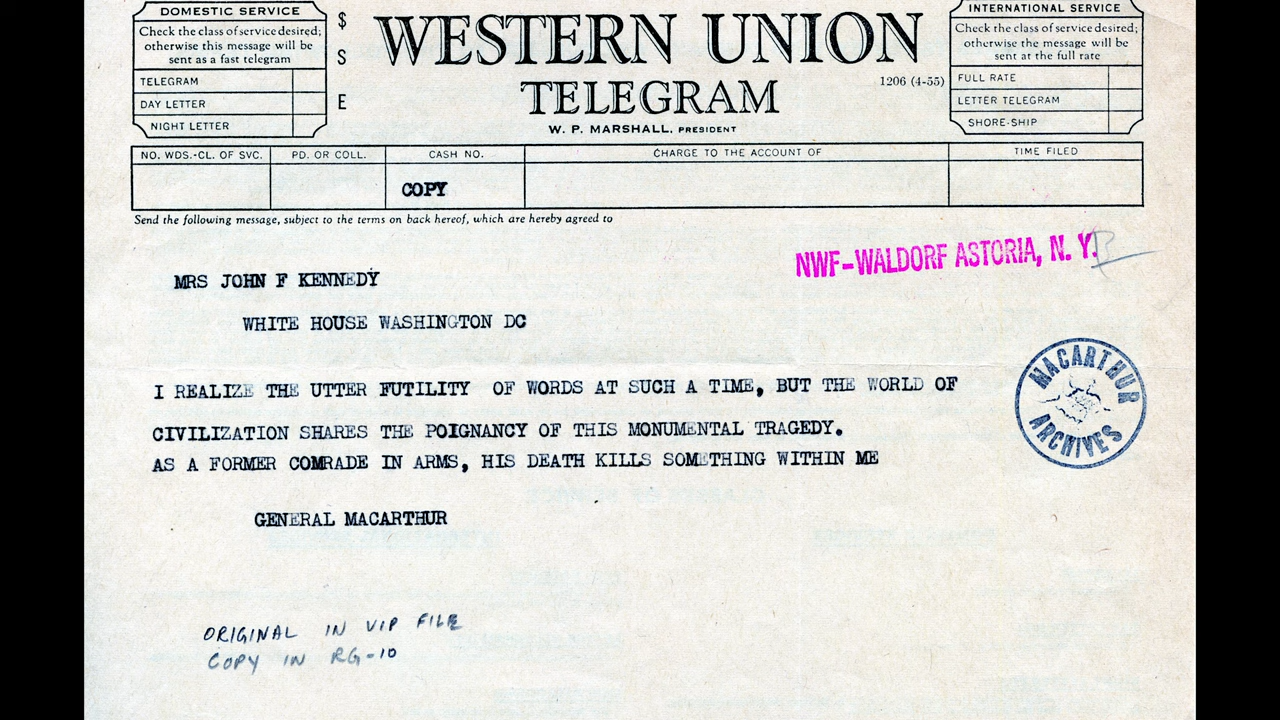 DOMESTIC SERVICE
Check the class of service desired;
otherwise this message will be
sent as a fast telegram
TELEGRAM
DAY LETTER
NIGHT LETTER
$
S
E
WESTERN UNION
TELEGRAM
1206 (4-55)
W. P. MARSHALL, PRESIDENT
INTERNATIONAL SERVICE
Check the class of service desired;
otherwise the message will be
sent at the full rate
FULL RATE
LETTER TELEGRAM
SHORE-SHIP
NO. WDS.-CL. OF SVC. PD. OR COLL. CASH NO. CHARGE TO THE ACCOUNT OF TIME FILED
COPY
Send the following message, subject to the terms on back hereof, which are hereby agreed to
NWF-WALDORF ASTORIA, N. Y.
MRS JOHN F KENNEDY
WHITE HOUSE WASHINGTON DC
MACARTHUR
ARCHIVES
I REALIZE THE UTTER FUTILITY OF WORDS AT SUCH A TIME, BUT THE WORLD OF
CIVILIZATION SHARES THE POIGNANCY OF THIS MONUMENTAL TRAGEDY.
AS A FORMER COMRADE IN ARMS, HIS DEATH KILLS SOMETHING WITHIN ME
GENERAL MACARTHUR
ORIGINAL IN VIP FILE
COPY IN RG-10